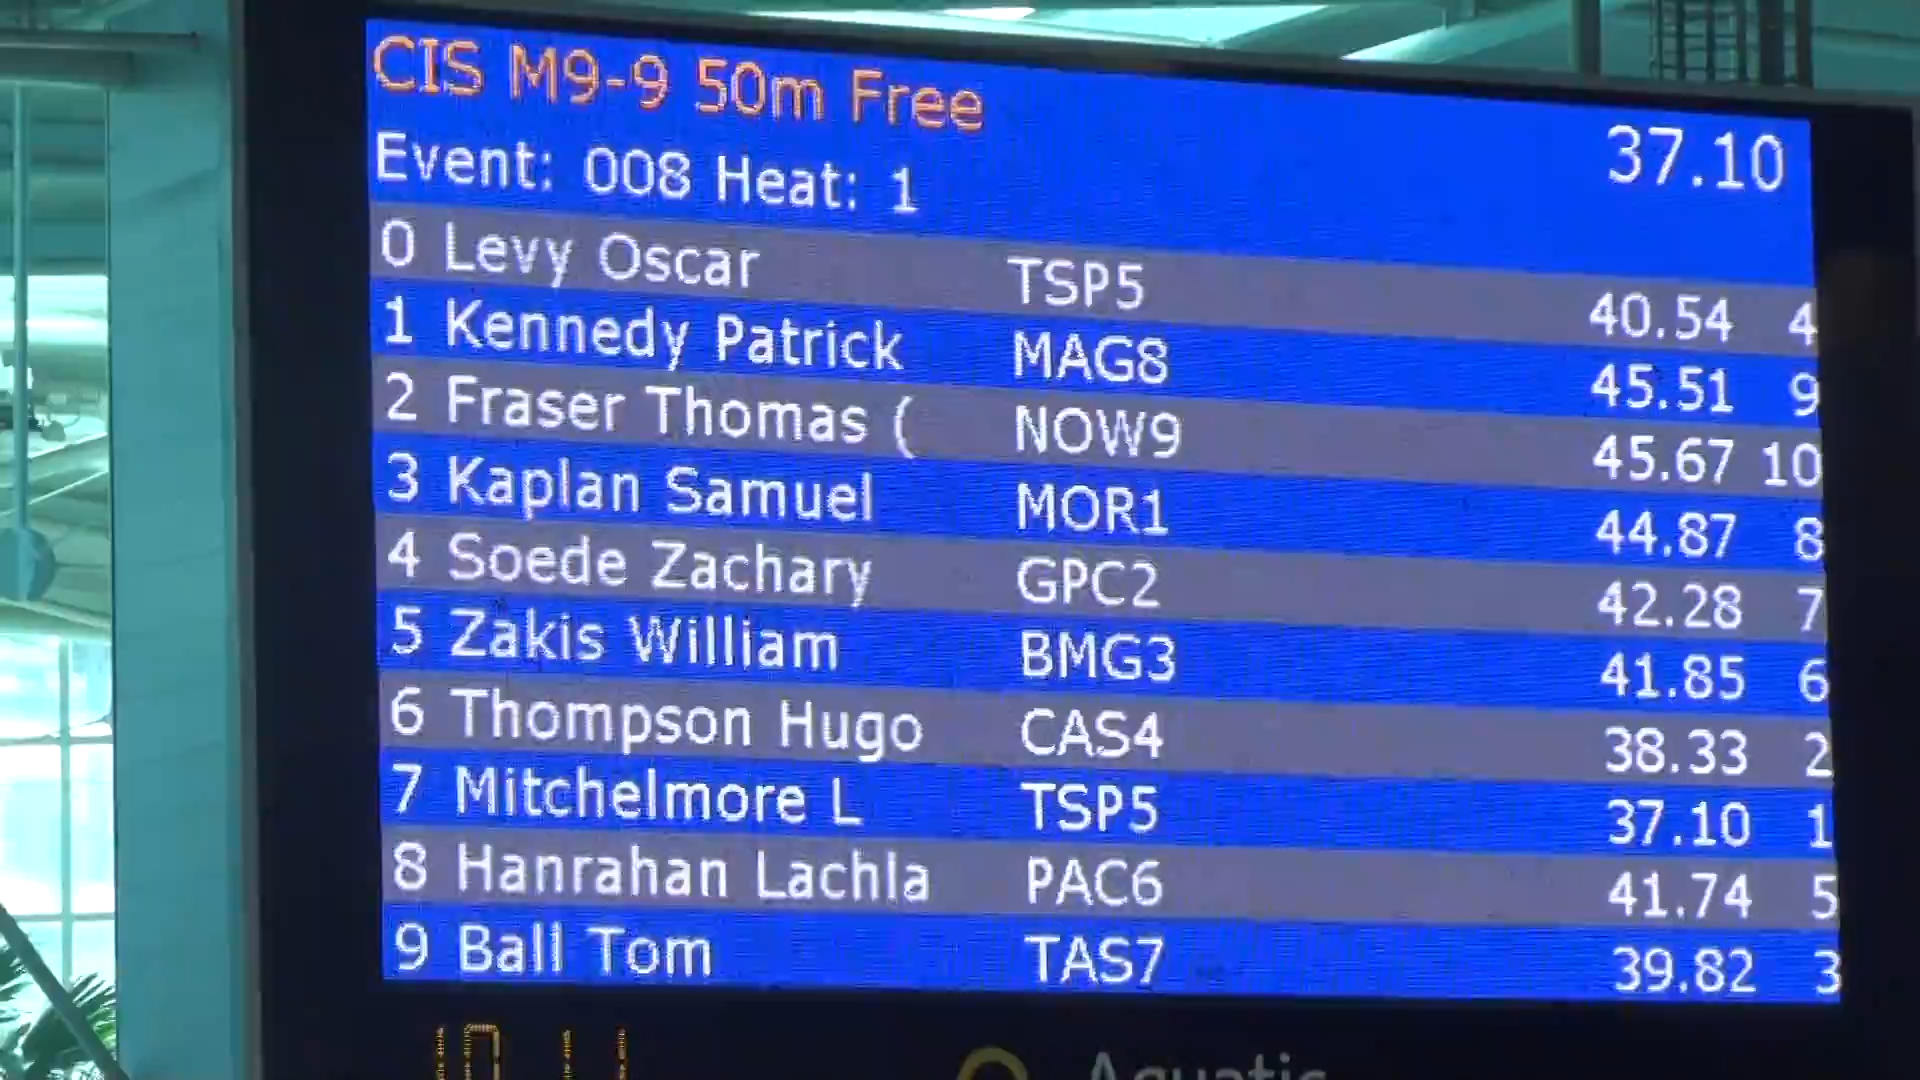 CIS M9-9 50m Free
37.10
Event: 008 Heat: 1
0 Levy Oscar TSP5 40.54 4
1 Kennedy Patrick MAG8 45.51 9
2 Fraser Thomas ( NOW9 45.67 10
3 Kaplan Samuel MOR1 44.87 8
4 Soede Zachary GPC2 42.28 7
5 Zakis William BMG3 41.85 6
6 Thompson Hugo CAS4 38.33 2
7 Mitchelmore L TSP5 37.10 1
8 Hanrahan Lachla PAC6 41.74 5
9 Ball Tom TAS7 39.82 3
Aquatic